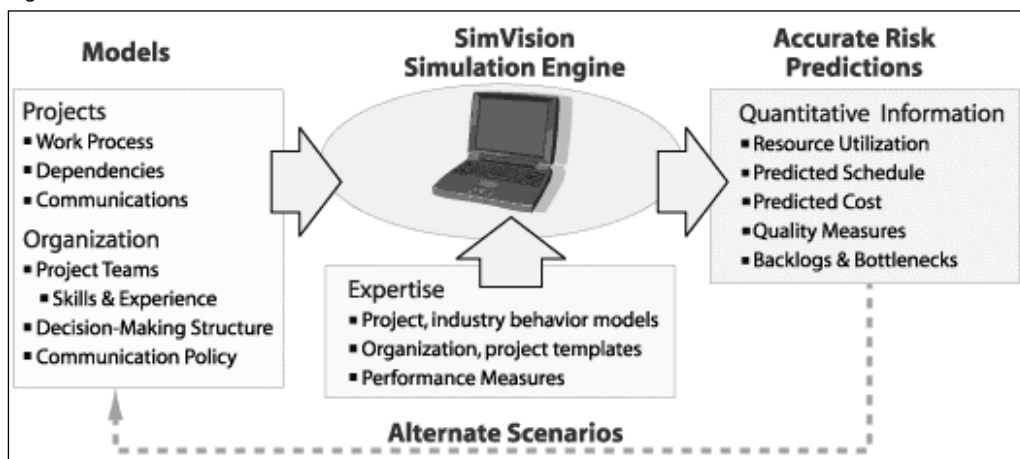 Models
Projects
▪ Work Process
▪ Dependencies
▪ Communications
Organization
▪ Project Teams
▪ Skills & Experience
▪ Decision-Making Structure
▪ Communication Policy
SimVision
Simulation Engine
Expertise
▪ Project, industry behavior models
▪ Organization, project templates
▪ Performance Measures
Accurate Risk
Predictions
Quantitative Information
▪ Resource Utilization
▪ Predicted Schedule
▪ Predicted Cost
▪ Quality Measures
▪ Backlogs & Bottlenecks
Alternate Scenarios